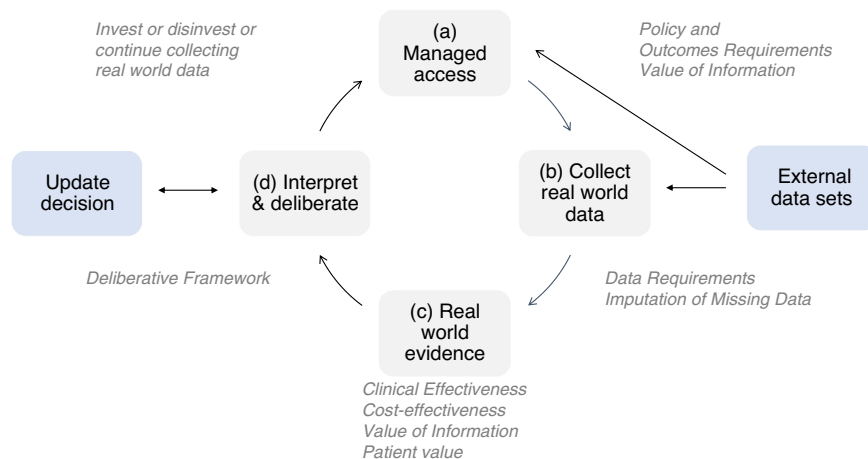 Invest or disinvest or
continue collecting
real world data
(a)
Managed
access
Policy and
Outcomes Requirements
Value of Information
Update
decision
(d) Interpret
& deliberate
(b) Collect
real world
data
External
data sets
Deliberative Framework
Data Requirements
Imputation of Missing Data
(c) Real
world
evidence
Clinical Effectiveness
Cost-effectiveness
Value of Information
Patient value